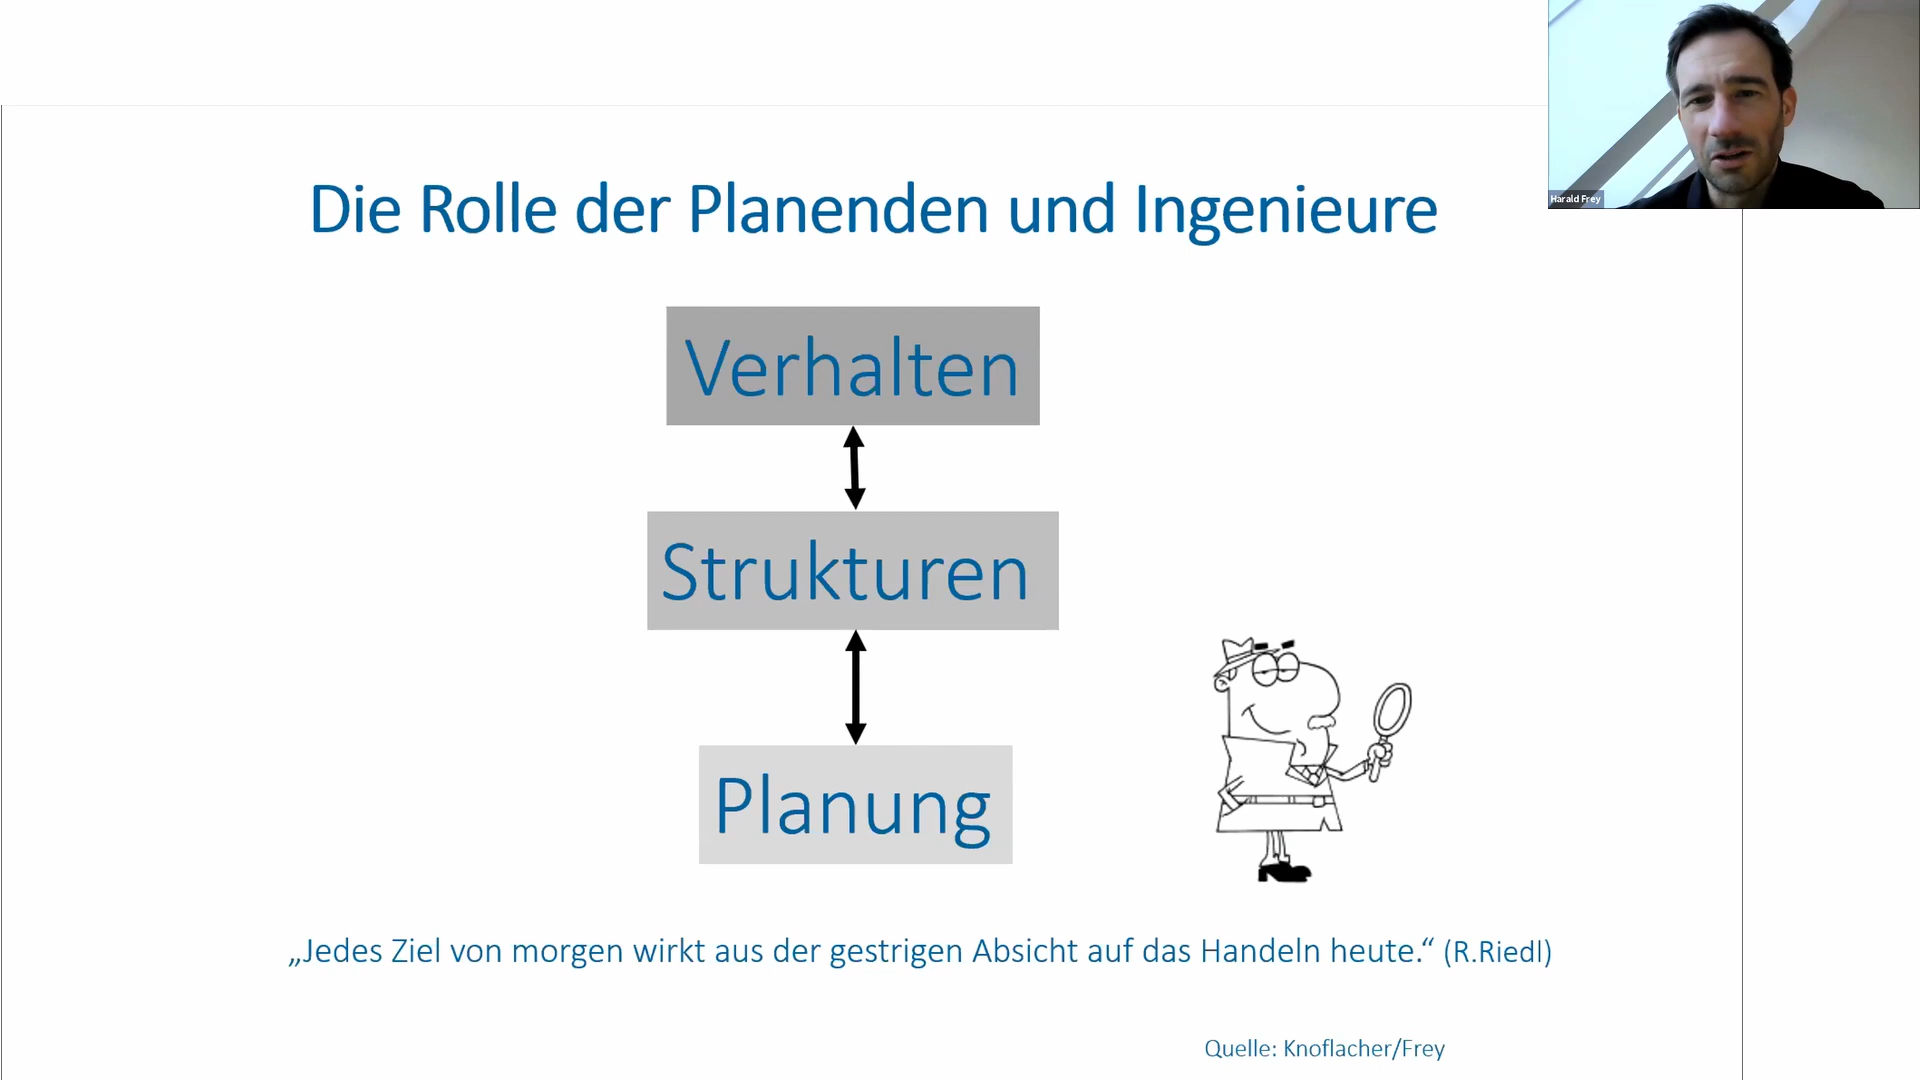 Harald Frey
Die Rolle der Planenden und Ingenieure
Verhalten
Strukturen
Planung
„Jedes Ziel von morgen wirkt aus der gestrigen Absicht auf das Handeln heute.“ (R.Riedl)
Quelle: Knoflacher/Frey